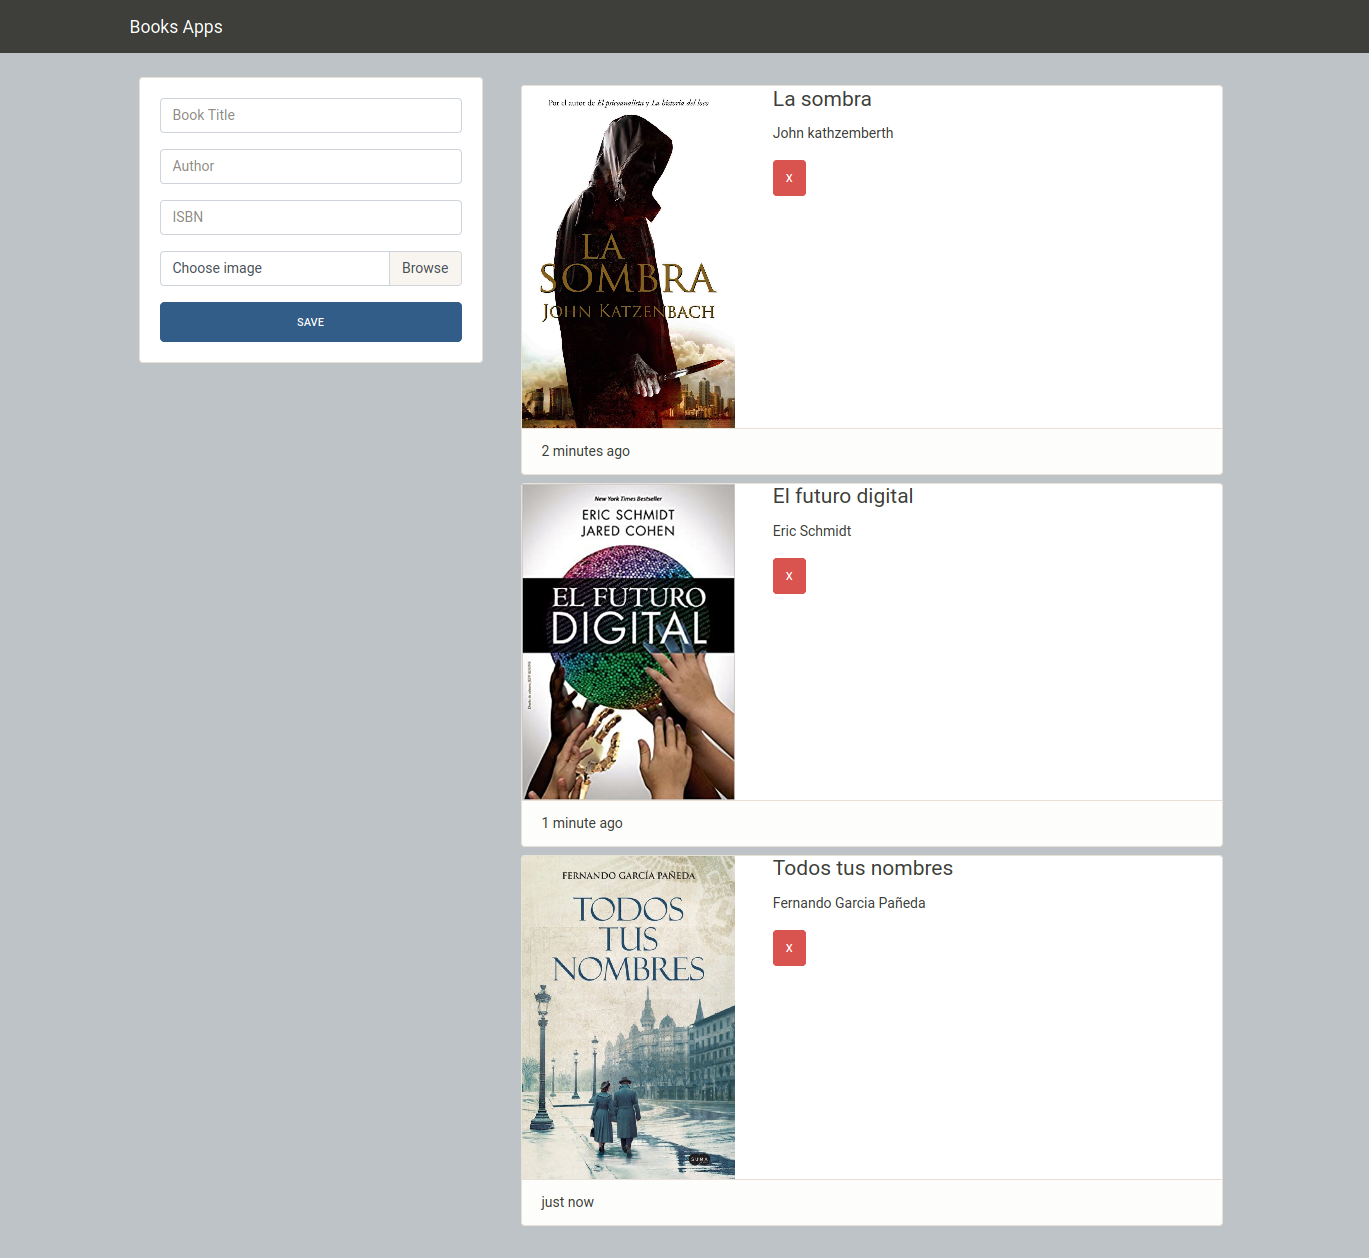 Books Apps
Book Title
Author
ISBN
Choose image
Browse
SAVE
Por el autor de El psicoanalista y La historia del loco
LA
SOMBRA
JOHN KATZENBACH
La sombra
John kathzemberth
X
2 minutes ago
New York Times Bestseller
ERIC SCHMIDT
JARED COHEN
EL FUTURO
DIGITAL
El futuro digital
Eric Schmidt
X
1 minute ago
FERNANDO GARCÍA PAÑEDA
TODOS
TUS
NOMBRES
SUMA
Todos tus nombres
Fernando Garcia Pañeda
X
just now